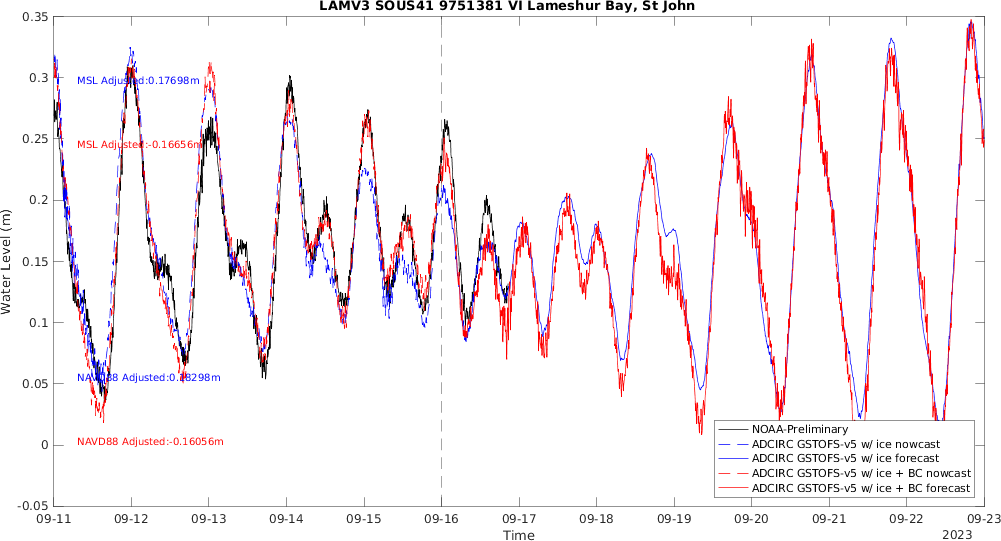 LAMV3 SOUS41 9751381 VI Lameshur Bay, St John
0.35
0.3
0.25
0.2
0.15
0.1
0.05
0
-0.05
Water Level (m)
MSL Adjusted:0.17698m
MSL Adjusted:-0.16656m
NAVD88 Adjusted:0.18298m
NAVD88 Adjusted:-0.16056m
NOAA-Preliminary
ADCIRC GSTOFS-v5 w/ ice nowcast
ADCIRC GSTOFS-v5 w/ ice forecast
ADCIRC GSTOFS-v5 w/ ice + BC nowcast
ADCIRC GSTOFS-v5 w/ ice + BC forecast
09-11 09-12 09-13 09-14 09-15 09-16 09-17 09-18 09-19 09-20 09-21 09-22 09-23
Time
2023